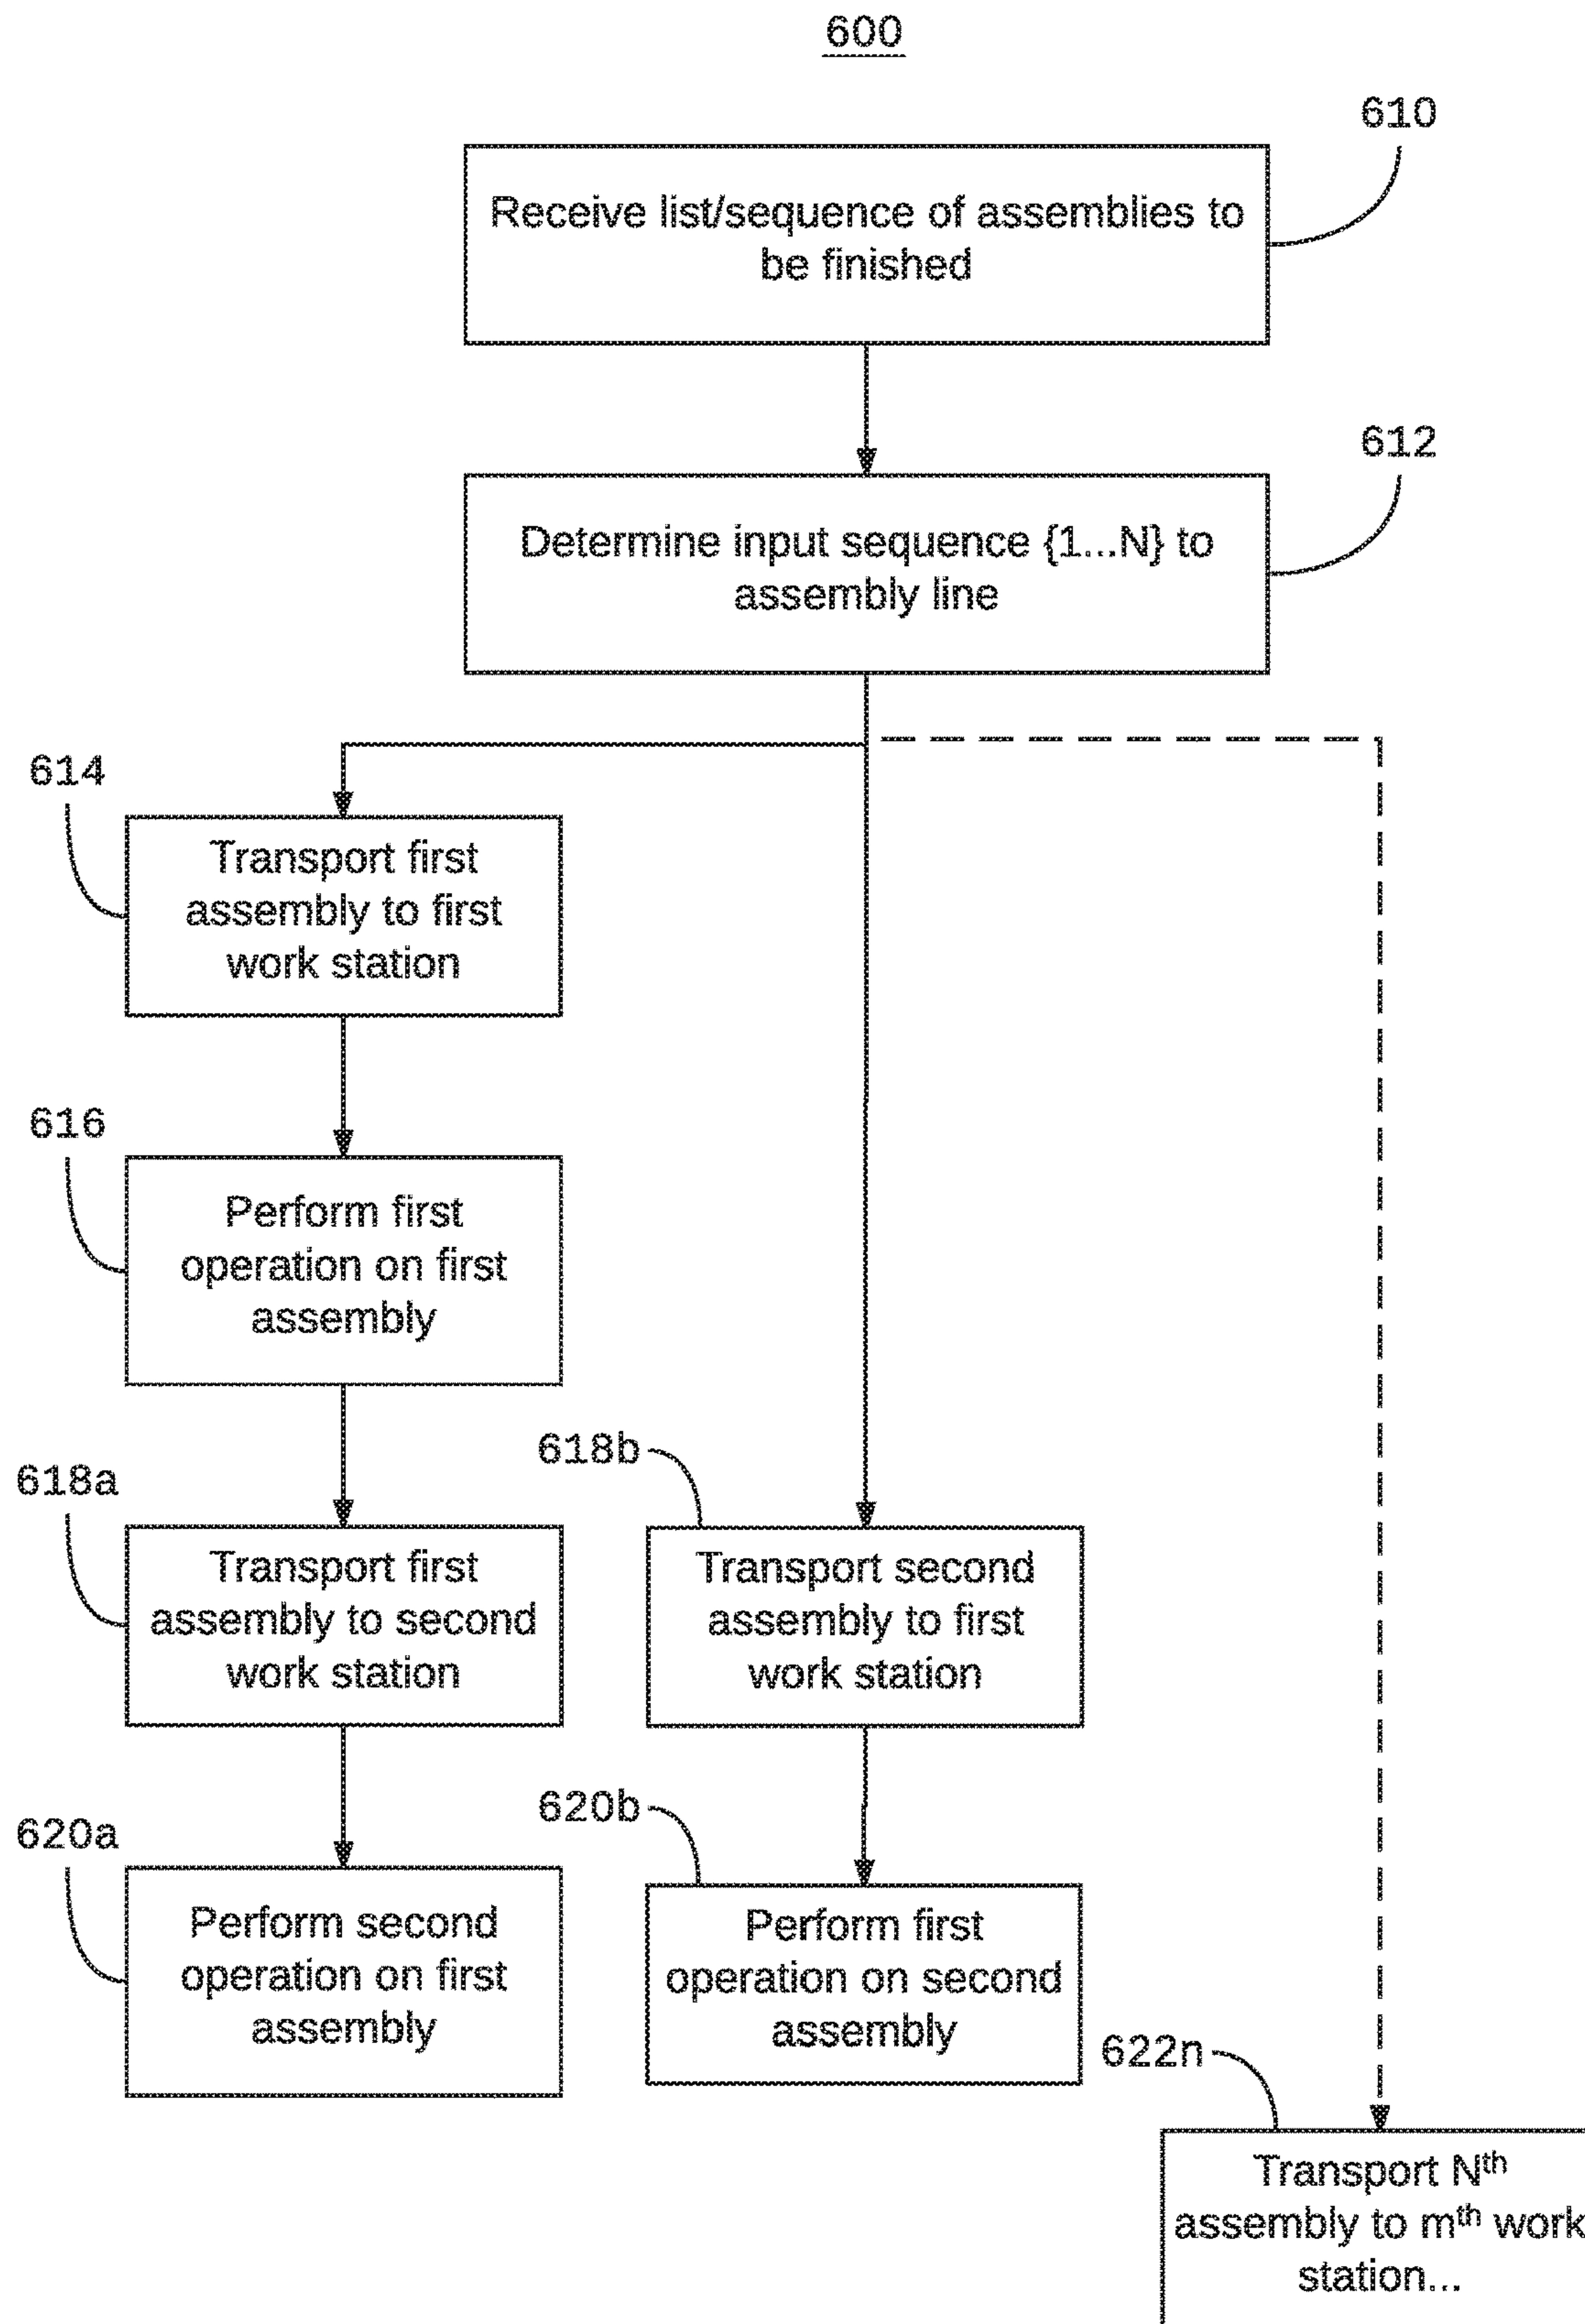 600
610
Receive list/sequence of assemblies to
be finished
612
Determine input sequence {1...N} to
assembly line
614
Transport first
assembly to first
work station
616
Perform first
operation on first
assembly
618a
Transport first
assembly to second
work station
618b
Transport second
assembly to first
work station
620a
Perform second
operation on first
assembly
620b
Perform first
operation on second
assembly
622n
Transport Nth
assembly to mth work
station...